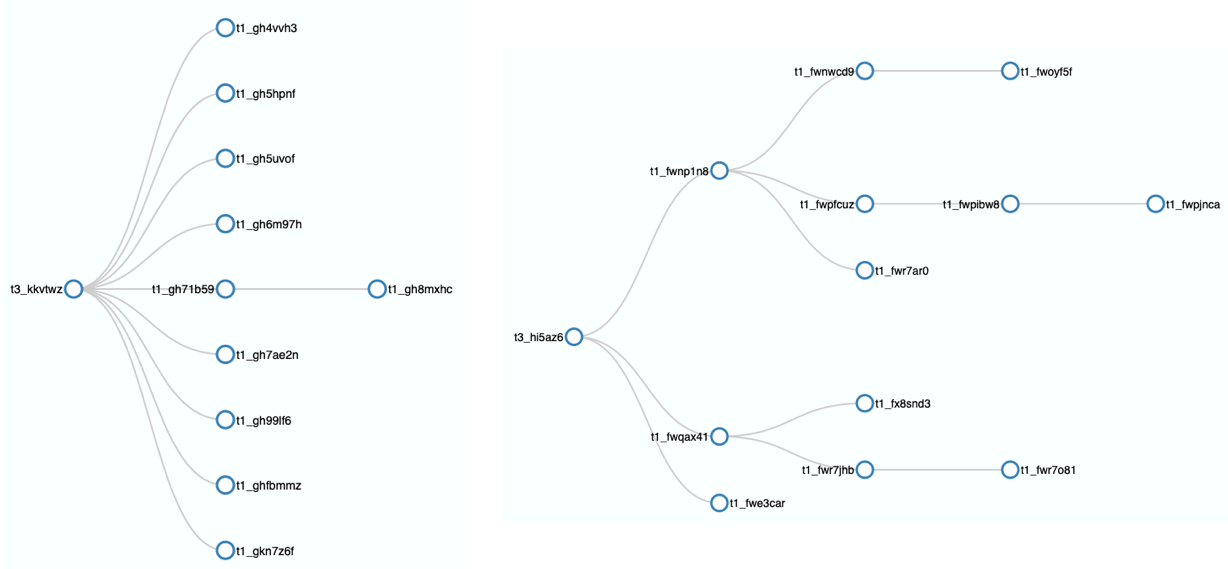 t1_gh4vvh3
t1_gh5hpnf
t1_gh5uvof
t1_gh6m97h
t3_kkvtwz
t1_gh71b59
t1_gh8mxhc
t1_gh7ae2n
t1_gh99lf6
t1_ghfbmmz
t1_gkn7z6f
t1_fwnwcd9
t1_fwoyf5f
t1_fwnp1n8
t1_fwpfcuz
t1_fwpibw8
t1_fwpjnca
t1_fwr7ar0
t3_hi5az6
t1_fx8snd3
t1_fwqax41
t1_fwr7jhb
t1_fwr7o81
t1_fwe3car